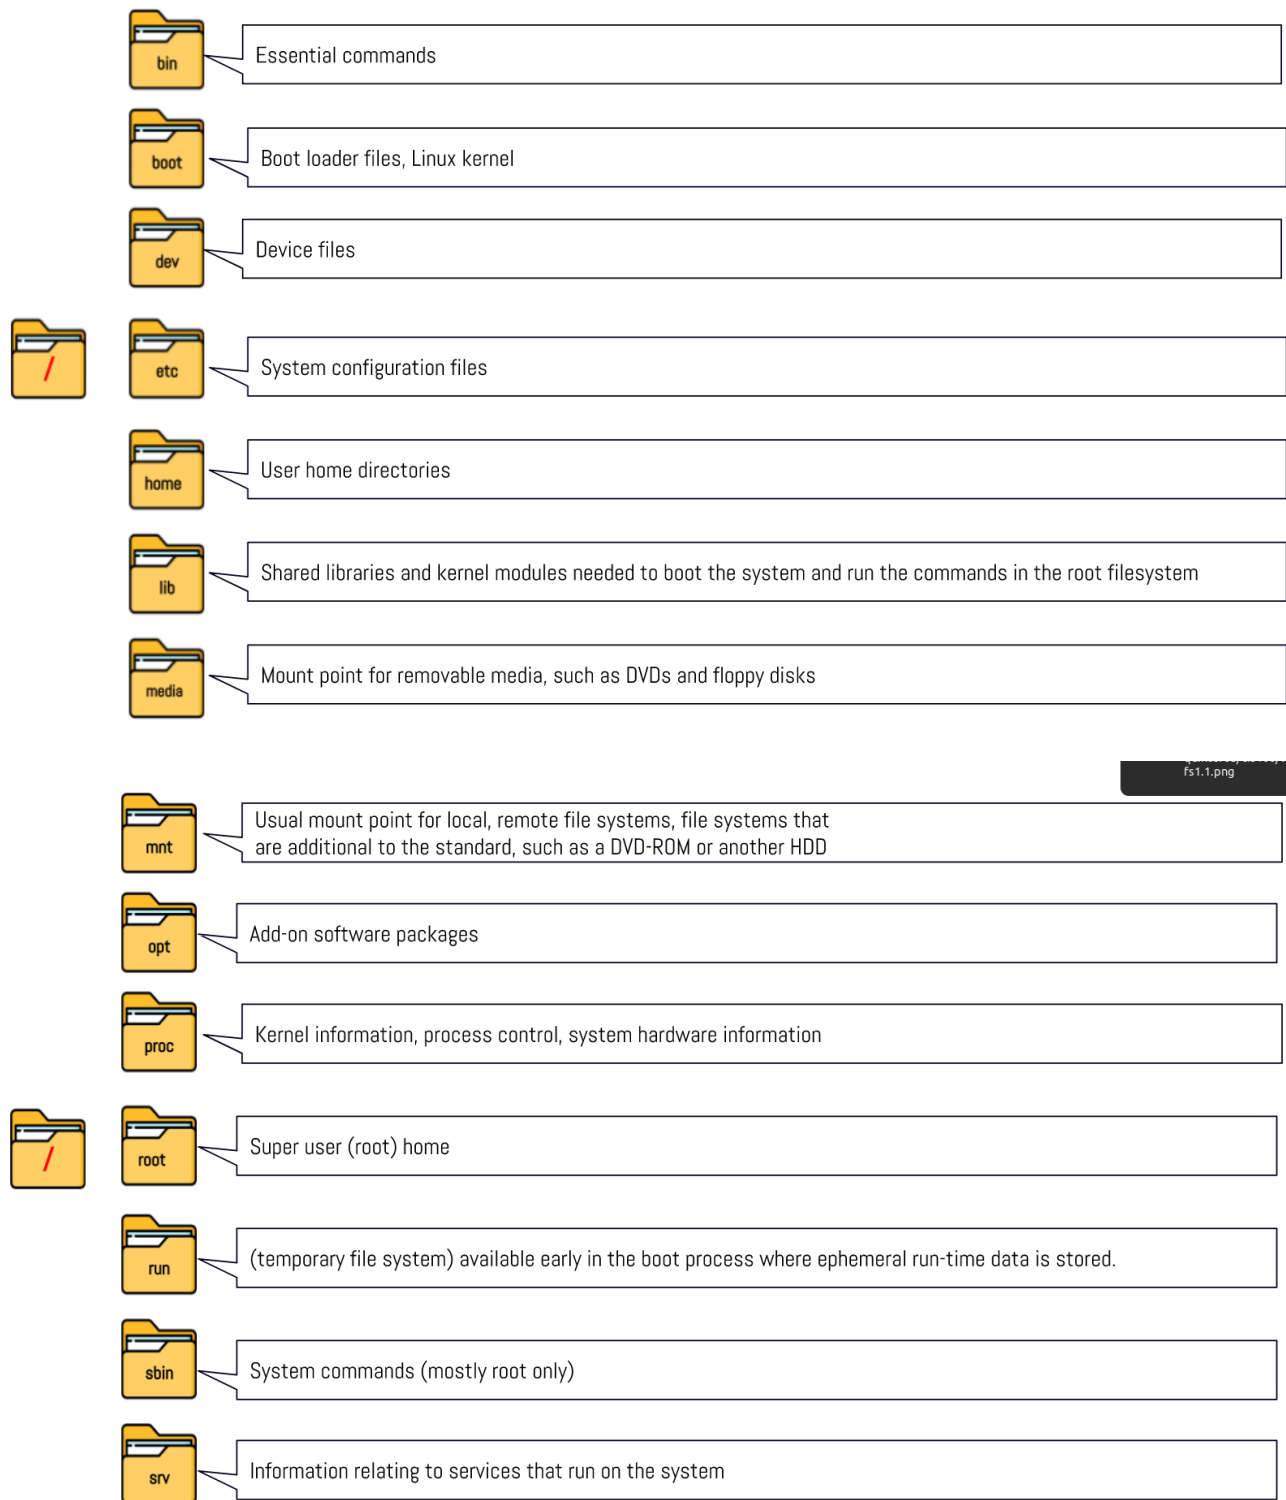 bin
Essential commands
boot
Boot loader files, Linux kernel
dev
Device files
/
etc
System configuration files
home
User home directories
lib
Shared libraries and kernel modules needed to boot the system and run the commands in the root filesystem
media
Mount point for removable media, such as DVDs and floppy disks
fs1.1.png
mnt
Usual mount point for local, remote file systems, file systems that
are additional to the standard, such as a DVD-ROM or another HDD
opt
Add-on software packages
proc
Kernel information, process control, system hardware information
/
root
Super user (root) home
run
(temporary file system) available early in the boot process where ephemeral run-time data is stored.
sbin
System commands (mostly root only)
srv
Information relating to services that run on the system